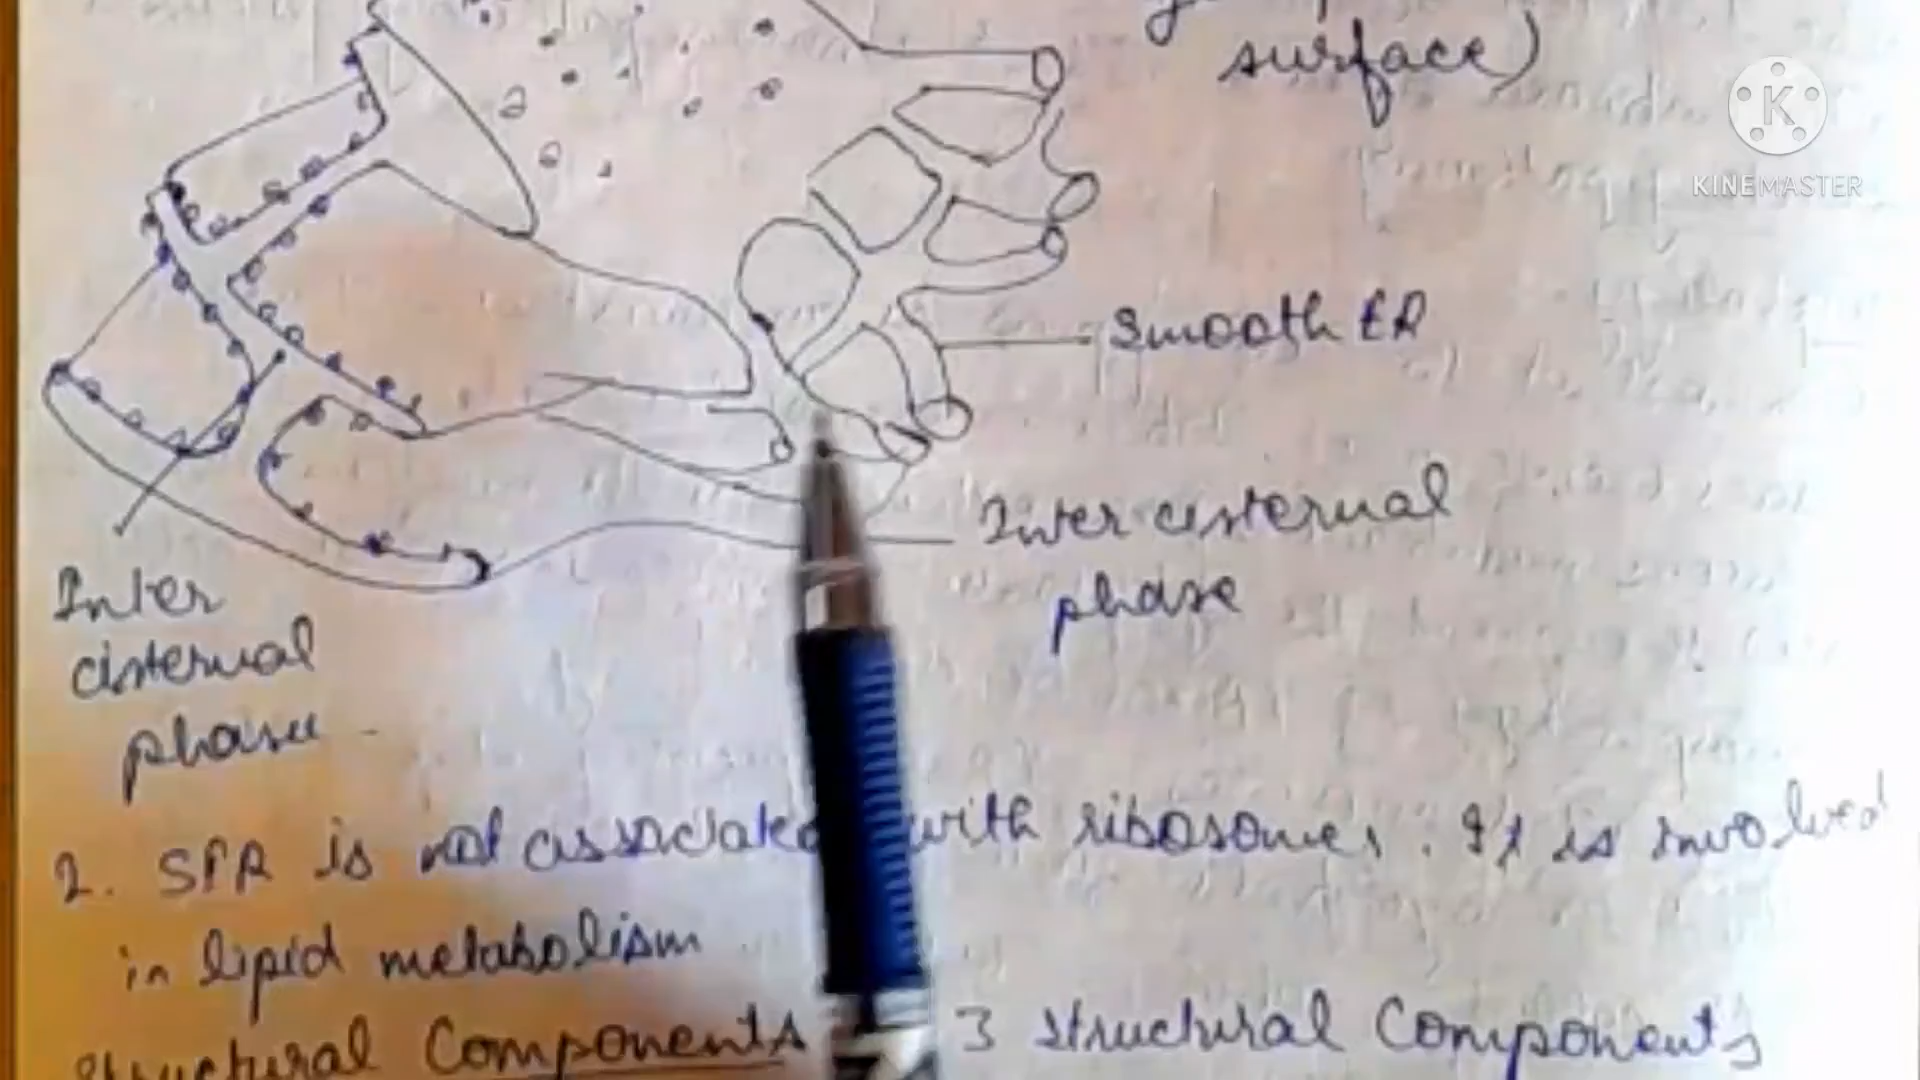 surface)
KINEMASTER
Smooth ER
Inter cisternal
phase
Inter
cisternal
phase
2. SER is not associated with ribosomes. It is involved
in lipid metabolism
Structural Components 3 structural Components